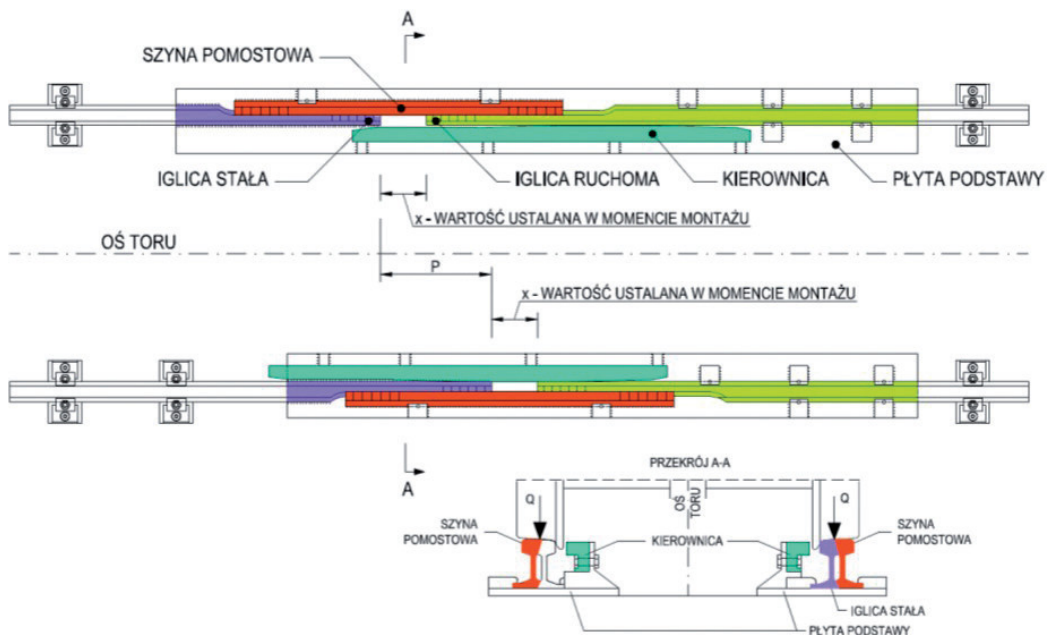 A
SZYNA POMOSTOWA
IGLICA STAŁA
IGLICA RUCHOMA
KIEROWNICA
PŁYTA PODSTAWY
x - WARTOŚĆ USTALANA W MOMENCIE MONTAŻU
OŚ TORU
P
x - WARTOŚĆ USTALANA W MOMENCIE MONTAŻU
A
PRZEKRÓJ A-A
Q
OŚ
TORU
Q
SZYNA
POMOSTOWA
KIEROWNICA
SZYNA
POMOSTOWA
IGLICA STAŁA
PŁYTA PODSTAWY